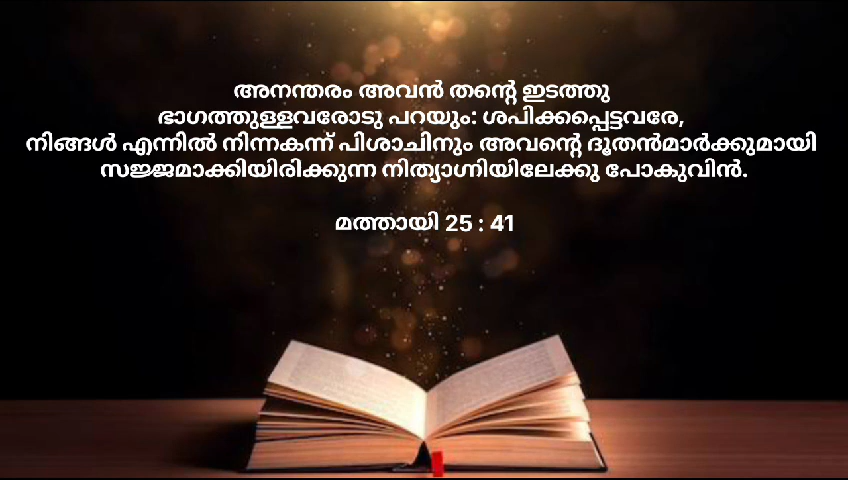 അനന്തരം അവൻ തന്റെ ഇടത്തു
ഭാഗത്തുള്ളവരോടു പറയും: ശപിക്കപ്പെട്ടവരേ,
നിങ്ങൾ എന്നിൽ നിന്നകന്ന് പിശാചിനും അവന്റെ ദൂതൻമാർക്കുമായി
സജ്ജമാക്കിയിരിക്കുന്ന നിത്യാഗ്നിയിലേക്കു പോകുവിൻ.
മത്തായി 25 : 41